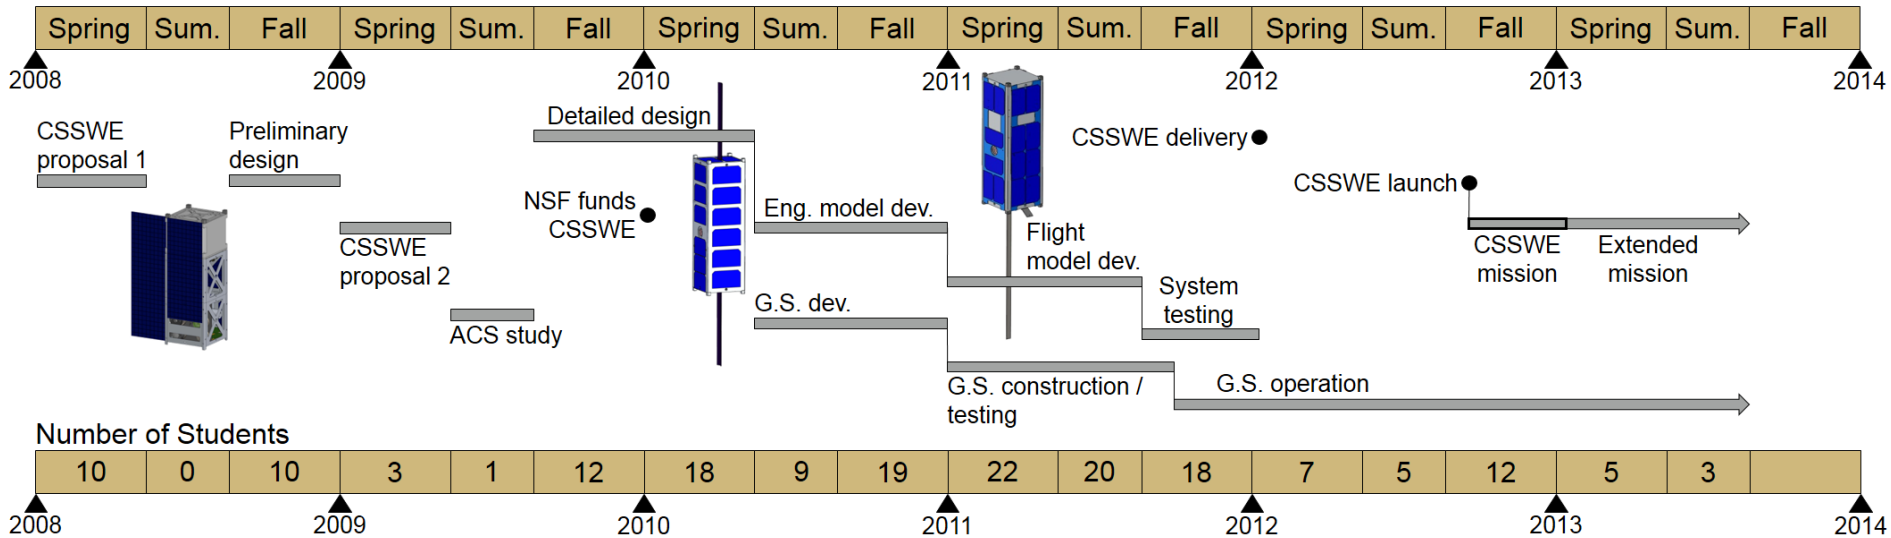 Spring Sum. Fall Spring Sum. Fall Spring Sum. Fall Spring Sum. Fall Spring Sum. Fall Spring Sum. Fall
2008 2009 2010 2011 2012 2013 2014
CSSWE
proposal 1
Preliminary
design
CSSWE
proposal 2
ACS study
Detailed design
NSF funds
CSSWE
Eng. model dev.
G.S. dev.
Flight
model dev.
G.S. construction /
testing
System
testing
CSSWE delivery
G.S. operation
CSSWE launch
CSSWE
mission
Extended
mission
Number of Students
10 0 10 3 1 12 18 9 19 22 20 18 7 5 12 5 3
2008 2009 2010 2011 2012 2013 2014